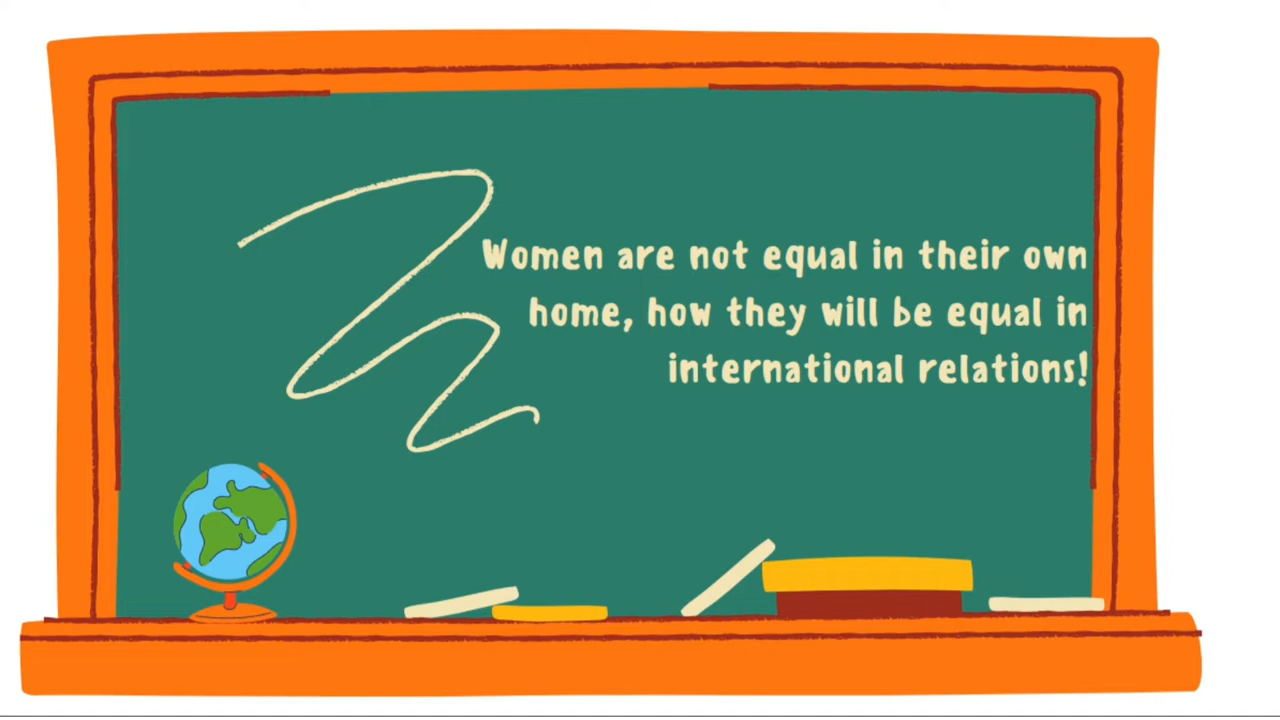 Women are not equal in their own
home, how they will be equal in
international relations!